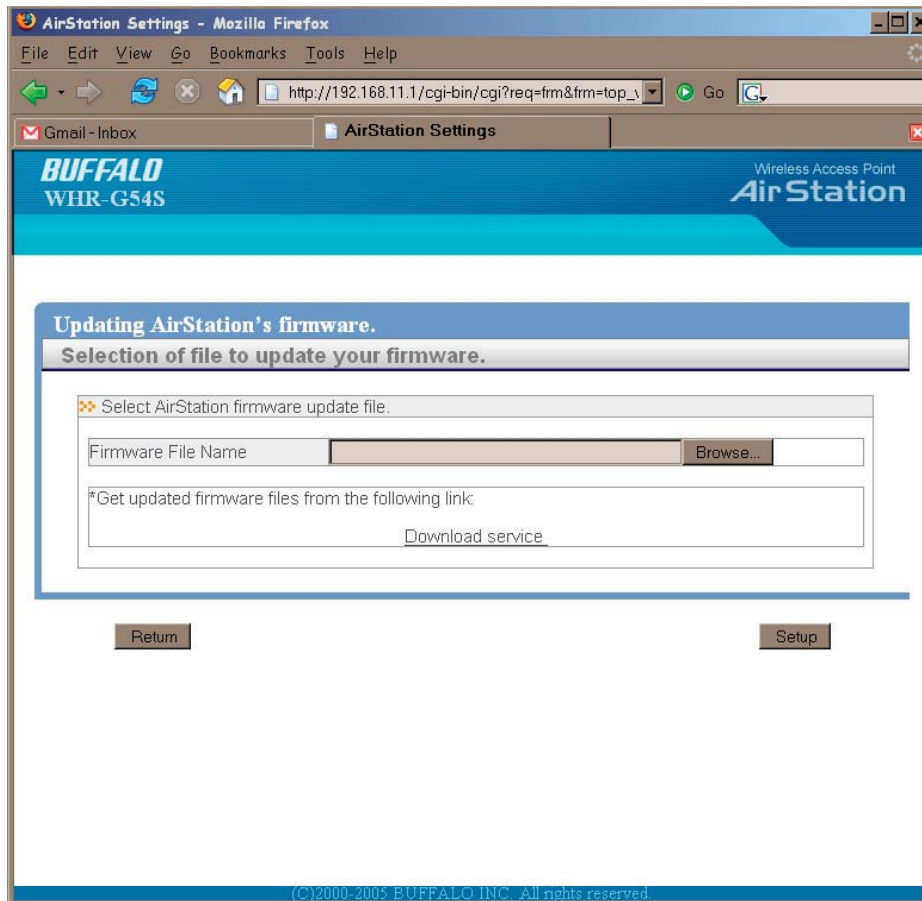 AirStation Settings - Mozilla Firefox
File Edit View Go Bookmarks Tools Help
http://192.168.11.1/cgi-bin/cgi?req=frm&frm=top_ Go G
Gmail - Inbox AirStation Settings
BUFFALO
WHR-G54S
Wireless Access Point
AirStation
Updating AirStation's firmware.
Selection of file to update your firmware.
Select AirStation firmware update file.
Firmware File Name Browse...
*Get updated firmware files from the following link:
Download service
Return Setup
(C)2000-2005 BUFFALO INC. All rights reserved.